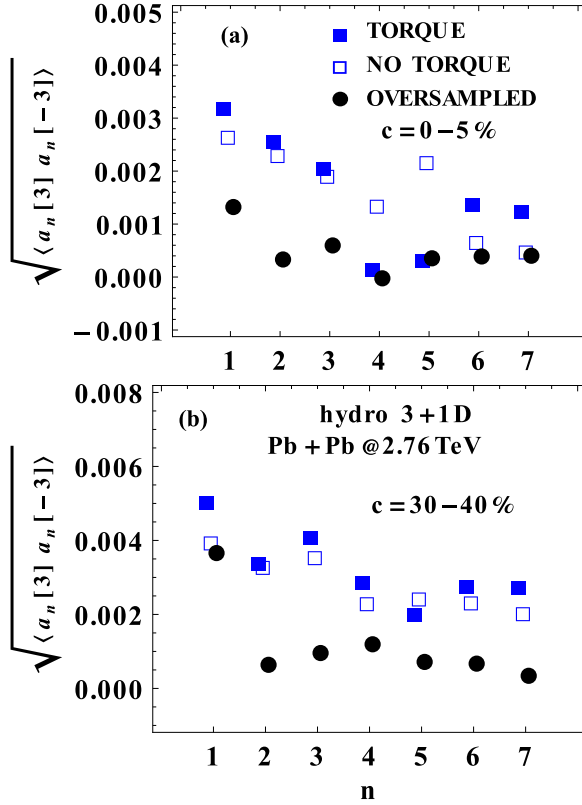 0.005
(a)
TORQUE
0.004
NO TORQUE
OVERSAMPLED
0.003
c = 0 − 5 %
0.002
0.001
0.000
−0.001
√⟨a_n[3] a_n[−3]⟩
1 2 3 4 5 6 7
0.008
(b)
hydro 3+1D
Pb + Pb @ 2.76 TeV
0.006
c = 30 − 40 %
0.004
0.002
0.000
√⟨a_n[3] a_n[−3]⟩
1 2 3 4 5 6 7
n